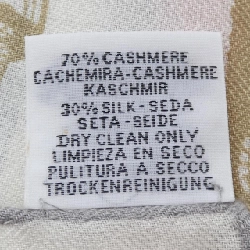 70% CASHMERE
CACHEMIRA-CASHMERE
KASCHMIR
30% SILK-SEDA
SETA-SEIDE
DRY CLEAN ONLY
LIMPIEZA EN SECO
PULITURA A SECCO
TROCKENREINIGUNG